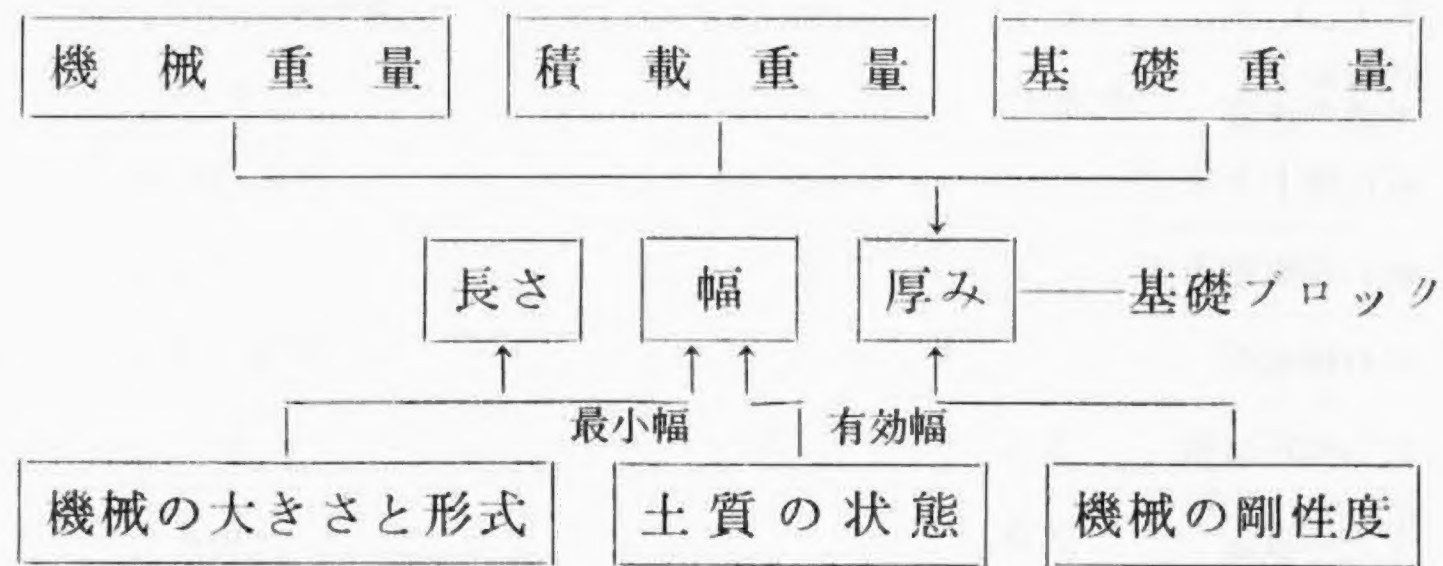 機械重量 積載重量 基礎重量
長さ 幅 厚み 基礎ブロック
最小幅 有効幅
機械の大きさと形式 土質の状態 機械の剛性度